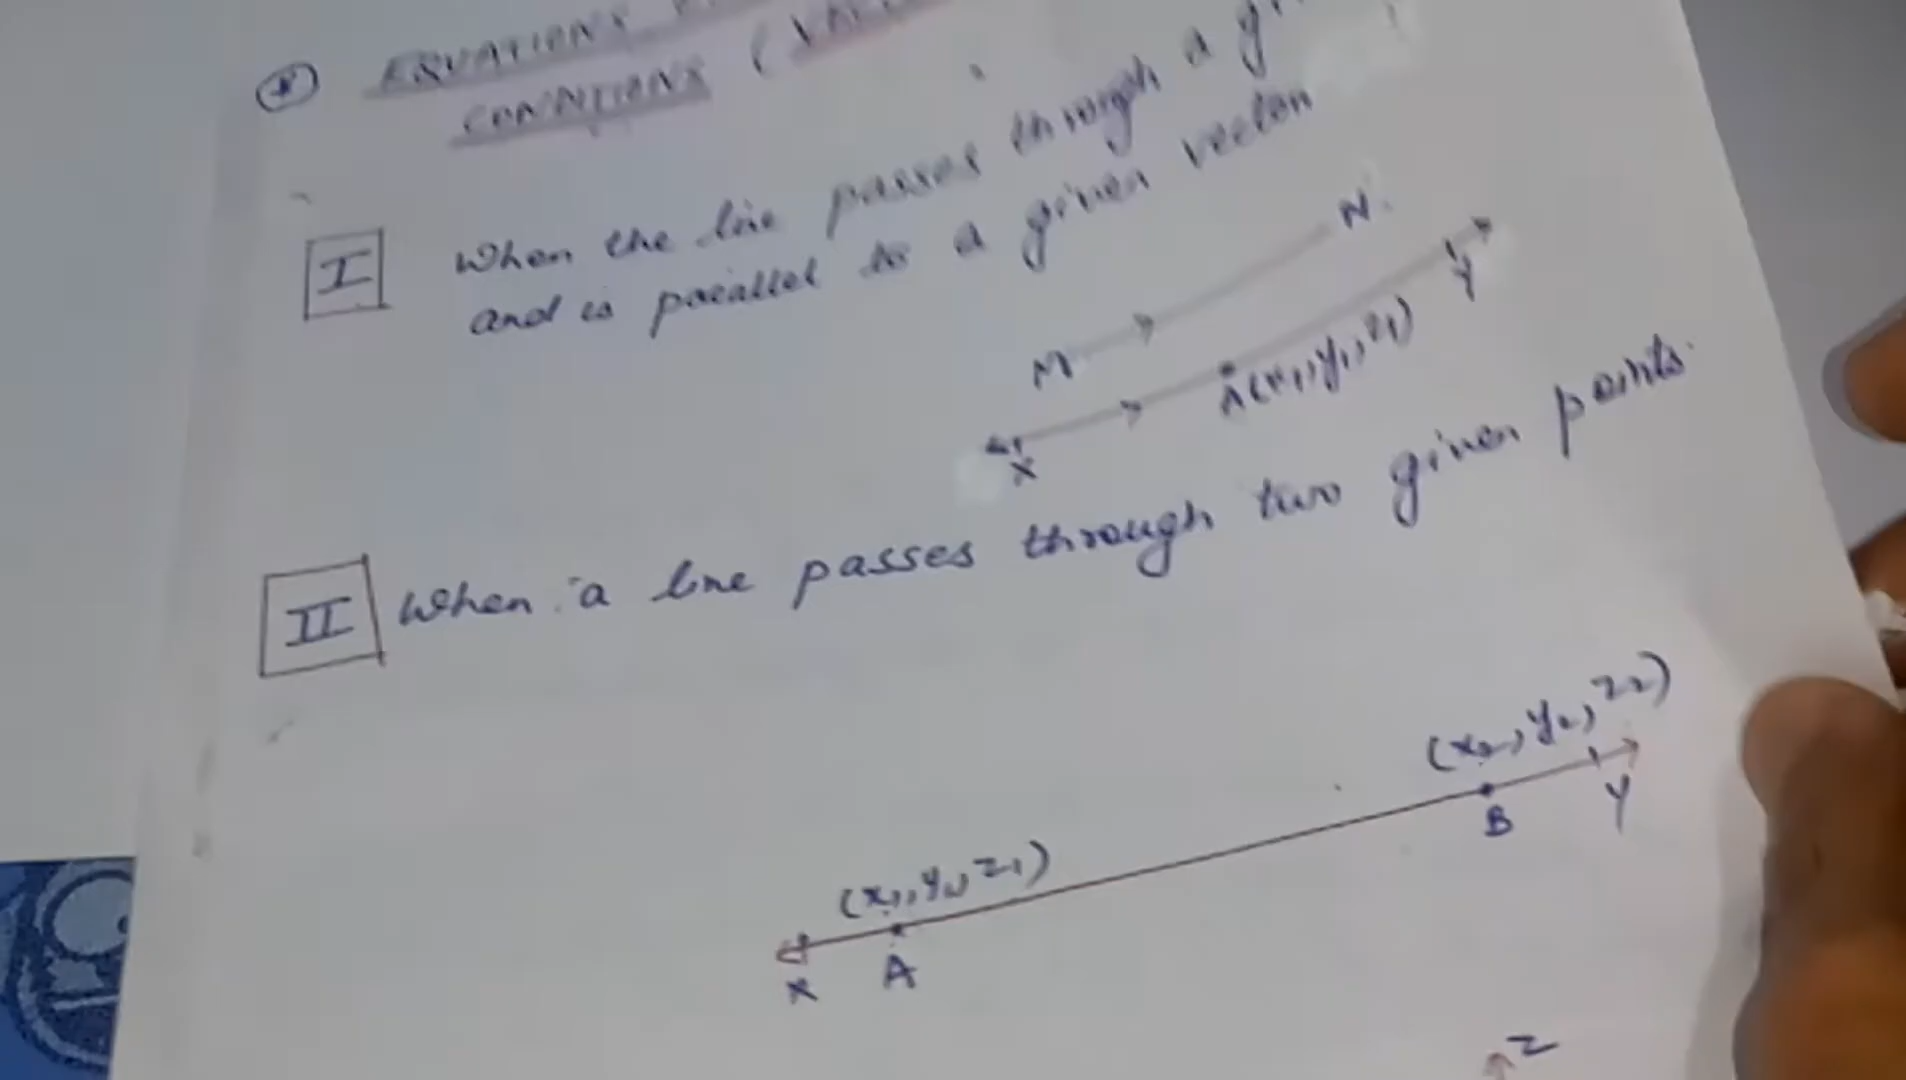 EQUATIONS
CONDITIONS (
I When the line passes through a
and is parallel to a given vector
N
M
Y
A(x1, y1, z1)
X
II When a line passes through two given points.
(x2, y2, z2)
B
Y
(x1, y1, z1)
X
A
Z